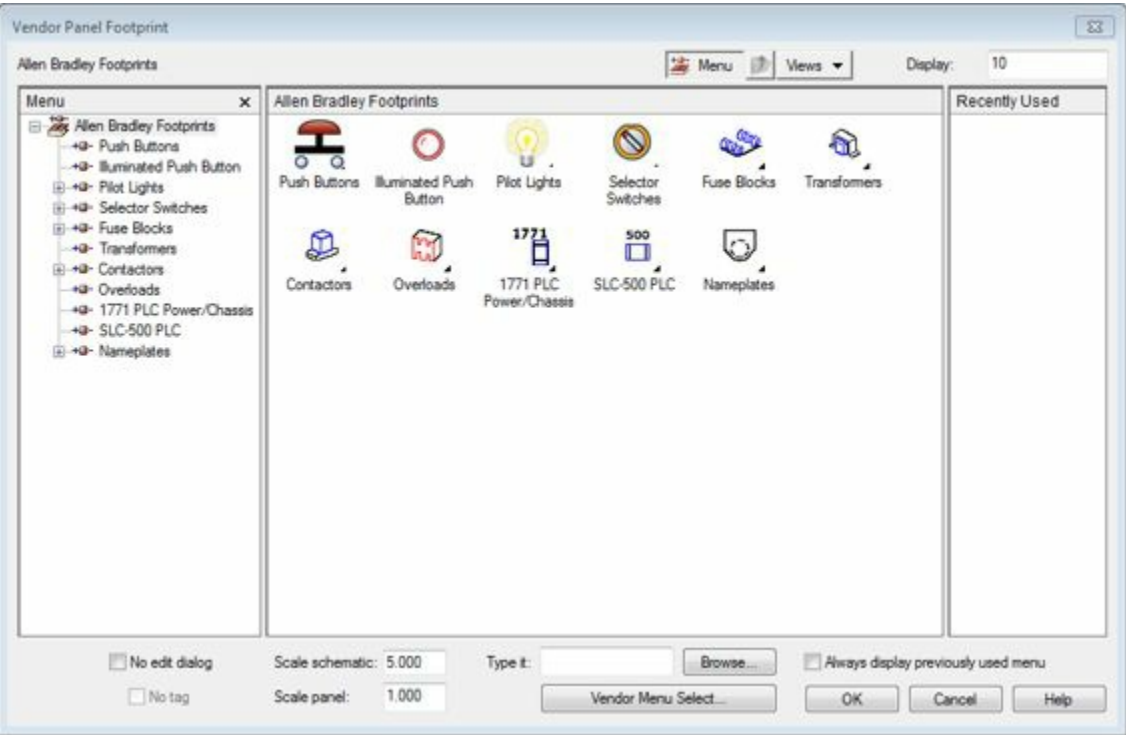 Vendor Panel Footprint
Allen Bradley Footprints
Menu
Views
Display:
10
Menu
x
Allen Bradley Footprints
Push Buttons
Illuminated Push Button
Pilot Lights
Selector Switches
Fuse Blocks
Transformers
Contactors
Overloads
1771 PLC Power/Chassis
SLC-500 PLC
Nameplates
Allen Bradley Footprints
Push Buttons
Illuminated Push
Button
Pilot Lights
Selector
Switches
Fuse Blocks
Transformers
Contactors
Overloads
1771
1771 PLC
Power/Chassis
500
SLC-500 PLC
Nameplates
Recently Used
No edit dialog
Scale schematic: 5.000
Type it:
Browse...
Always display previously used menu
No tag
Scale panel: 1.000
Vendor Menu Select...
OK
Cancel
Help